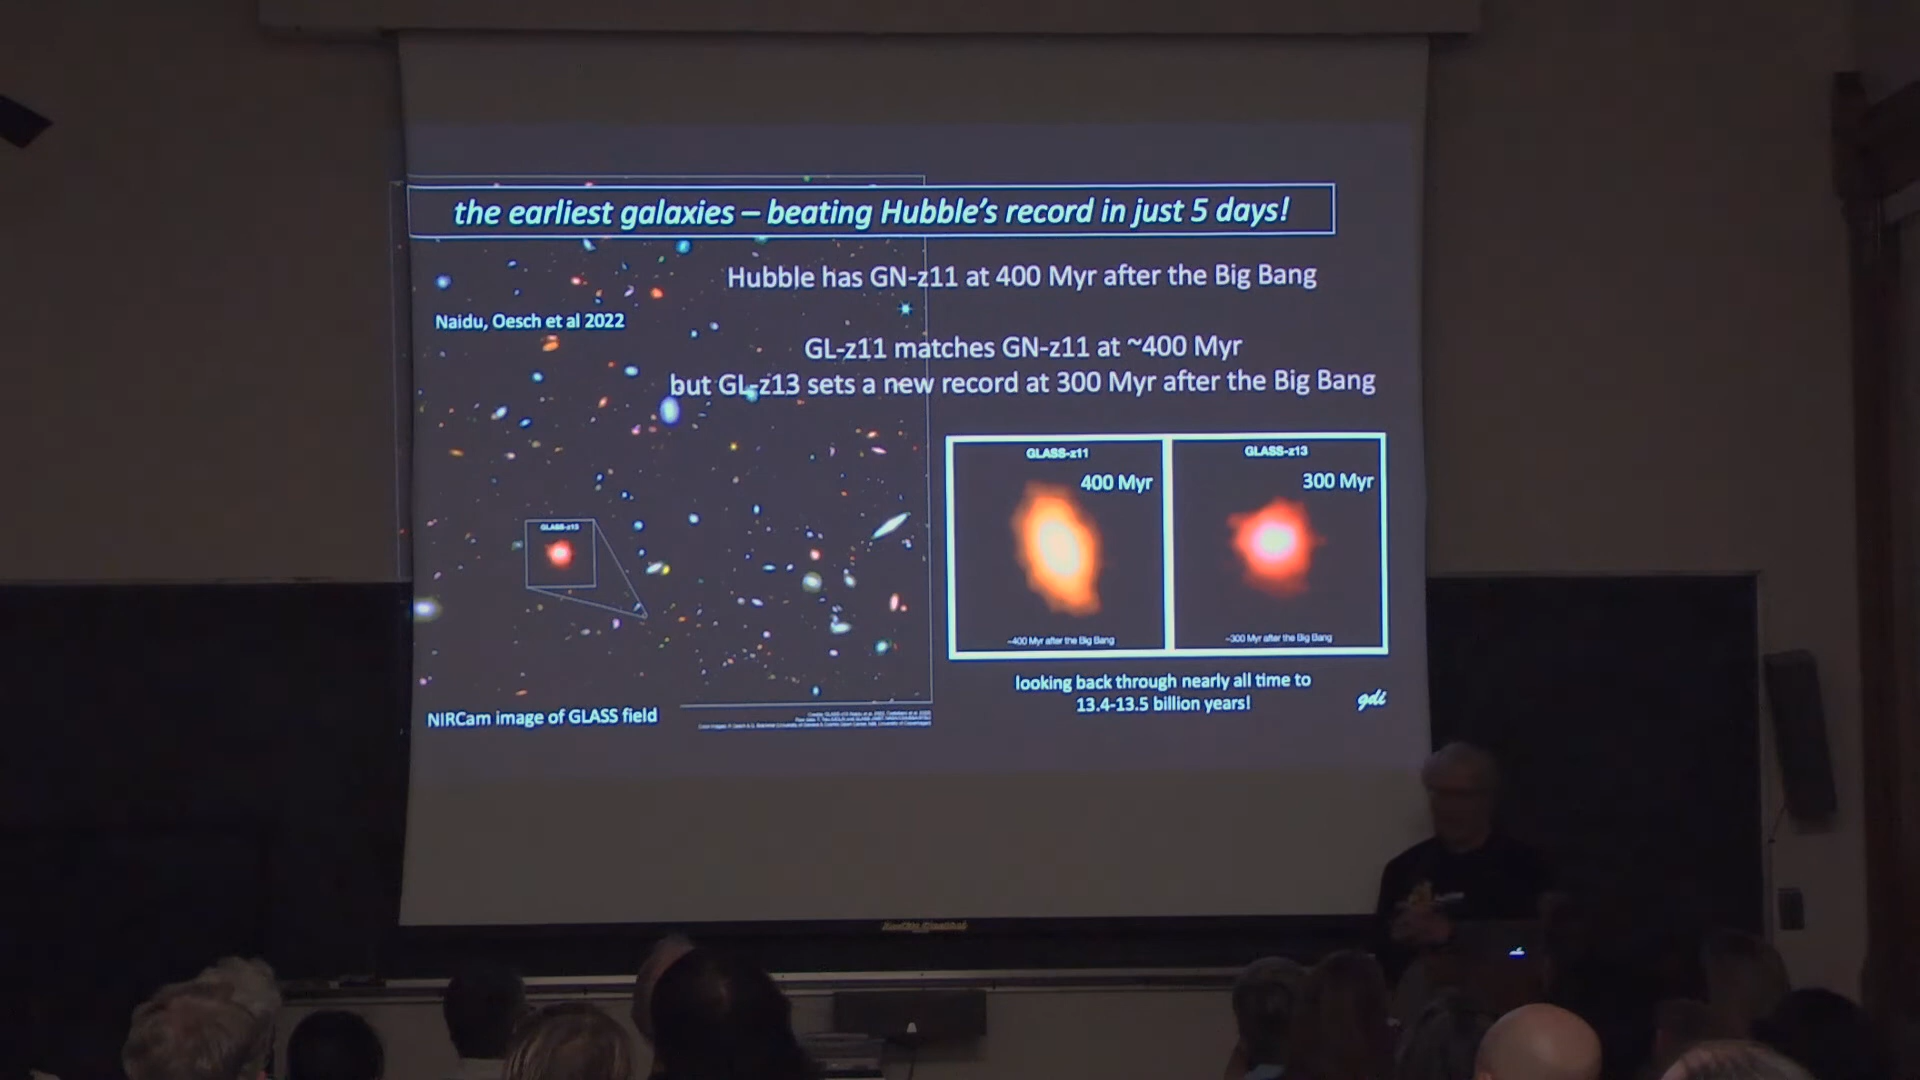 the earliest galaxies – beating Hubble's record in just 5 days!
Hubble has GN-z11 at 400 Myr after the Big Bang
Naidu, Oesch et al 2022
GL-z11 matches GN-z11 at ~400 Myr
but GL-z13 sets a new record at 300 Myr after the Big Bang
GLASS-z11
400 Myr
~400 Myr after the Big Bang
GLASS-z13
300 Myr
~300 Myr after the Big Bang
GLASS-z13
looking back through nearly all time to
13.4-13.5 billion years!
gdi
NIRCam image of GLASS field